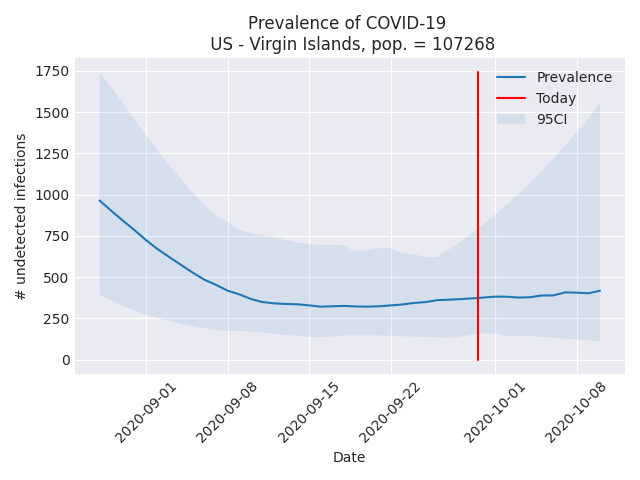 Prevalence of COVID-19
US - Virgin Islands, pop. = 107268
Prevalence
Today
95CI
# undetected infections
1750
1500
1250
1000
750
500
250
0
2020-09-01
2020-09-08
2020-09-15
2020-09-22
2020-10-01
2020-10-08
Date